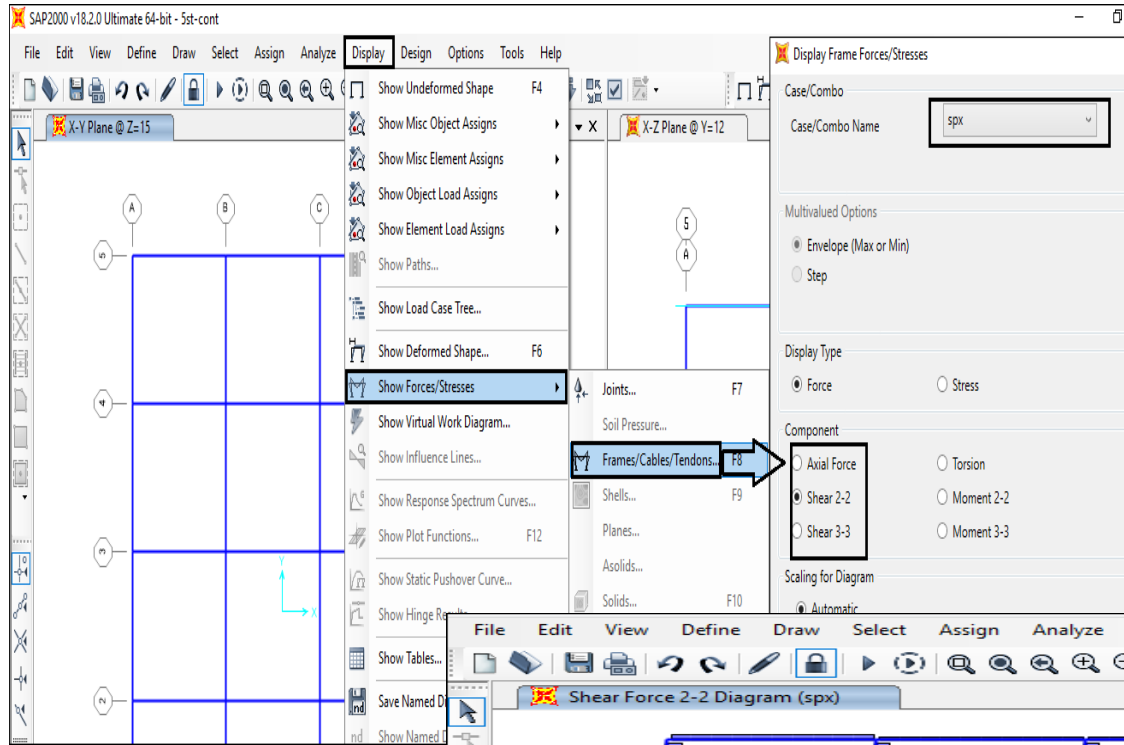 SAP2000 v18.2.0 Ultimate 64-bit - 5st-cont
File Edit View Define Draw Select Assign Analyze Display Design Options Tools Help
X-Y Plane @ Z=15
A
B
C
5
4
3
2
Y
X
Show Undeformed Shape F4
Show Misc Object Assigns
Show Misc Element Assigns
Show Object Load Assigns
Show Element Load Assigns
Show Paths...
Show Load Case Tree...
Show Deformed Shape... F6
Show Forces/Stresses
Show Virtual Work Diagram...
Show Influence Lines...
Show Response Spectrum Curves...
Show Plot Functions... F12
Show Static Pushover Curve...
Show Hinge
Show Tables...
Save Named
nd
Show Named
nd
X-Z Plane @ Y=12
5
A
Joints... F7
Soil Pressure...
Frames/Cables/Tendons... F8
Shells... F9
Planes...
Asolids...
Solids... F10
Display Frame Forces/Stresses
Case/Combo
Case/Combo Name spx
Multivalued Options
Envelope (Max or Min)
Step
Display Type
Force Stress
Component
Axial Force Torsion
Shear 2-2 Moment 2-2
Shear 3-3 Moment 3-3
Scaling for Diagram
Automatic
File Edit View Define Draw Select Assign Analyze
Shear Force 2-2 Diagram (spx)